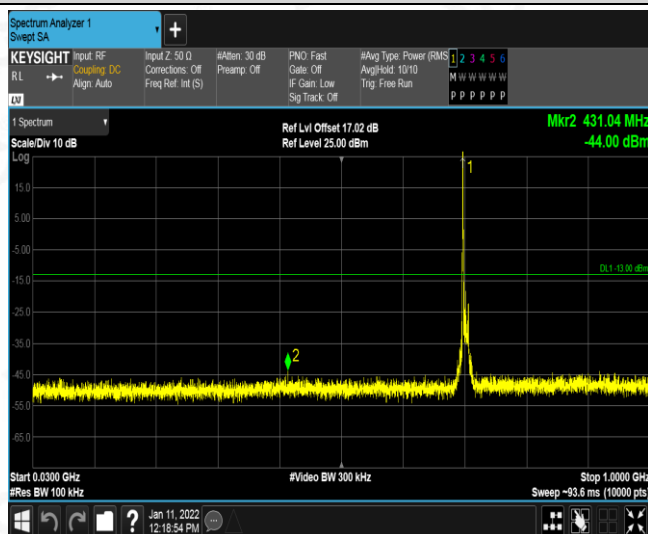 Spectrum Analyzer 1
Swept SA
KEYSIGHT
RL
LXI
Input: RF
Coupling: DC
Align: Auto
Input Z: 50 Ω
Corrections: Off
Freq Ref: Int (S)
#Atten: 30 dB
Preamp: Off
PNO: Fast
Gate: Off
IF Gain: Low
Sig Track: Off
#Avg Type: Power (RMS
Avg|Hold: 10/10
Trig: Free Run
1 2 3 4 5 6
M W W W W W
P P P P P P
1 Spectrum
Scale/Div 10 dB
Ref Lvl Offset 17.02 dB
Ref Level 25.00 dBm
Mkr2 431.04 MHz
-44.00 dBm
Log
15.0
5.00
-5.00
-15.0
-25.0
-35.0
-45.0
-55.0
-65.0
1
2
DL1 -13.00 dBm
Start 0.0300 GHz
#Res BW 100 kHz
#Video BW 300 kHz
Stop 1.0000 GHz
Sweep ~93.6 ms (10000 pts)
?
Jan 11, 2022
12:18:54 PM